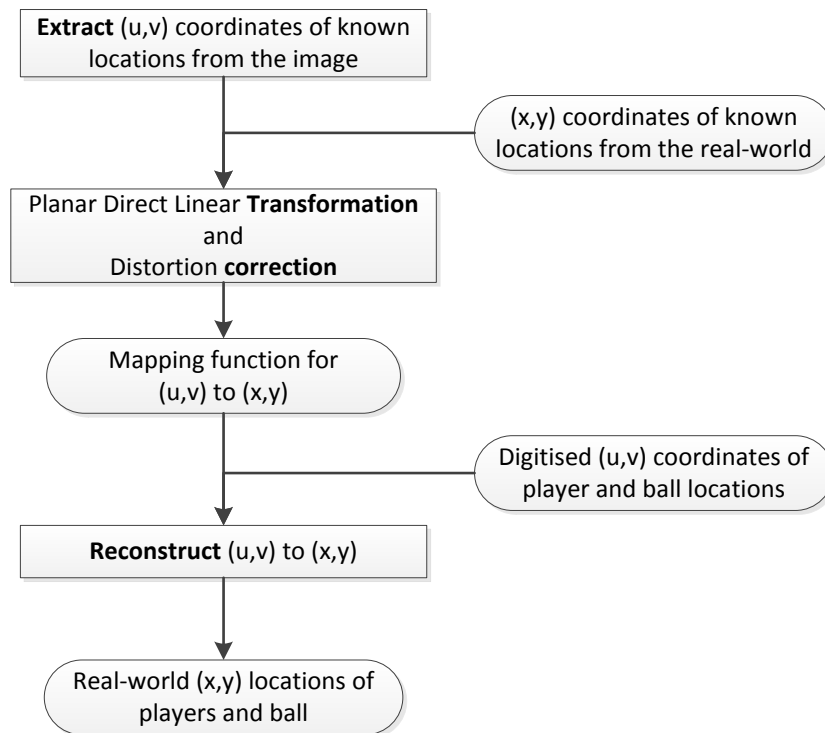 Extract (u,v) coordinates of known
locations from the image
(x,y) coordinates of known
locations from the real-world
Planar Direct Linear Transformation
and
Distortion correction
Mapping function for
(u,v) to (x,y)
Digitised (u,v) coordinates of
player and ball locations
Reconstruct (u,v) to (x,y)
Real-world (x,y) locations of
players and ball